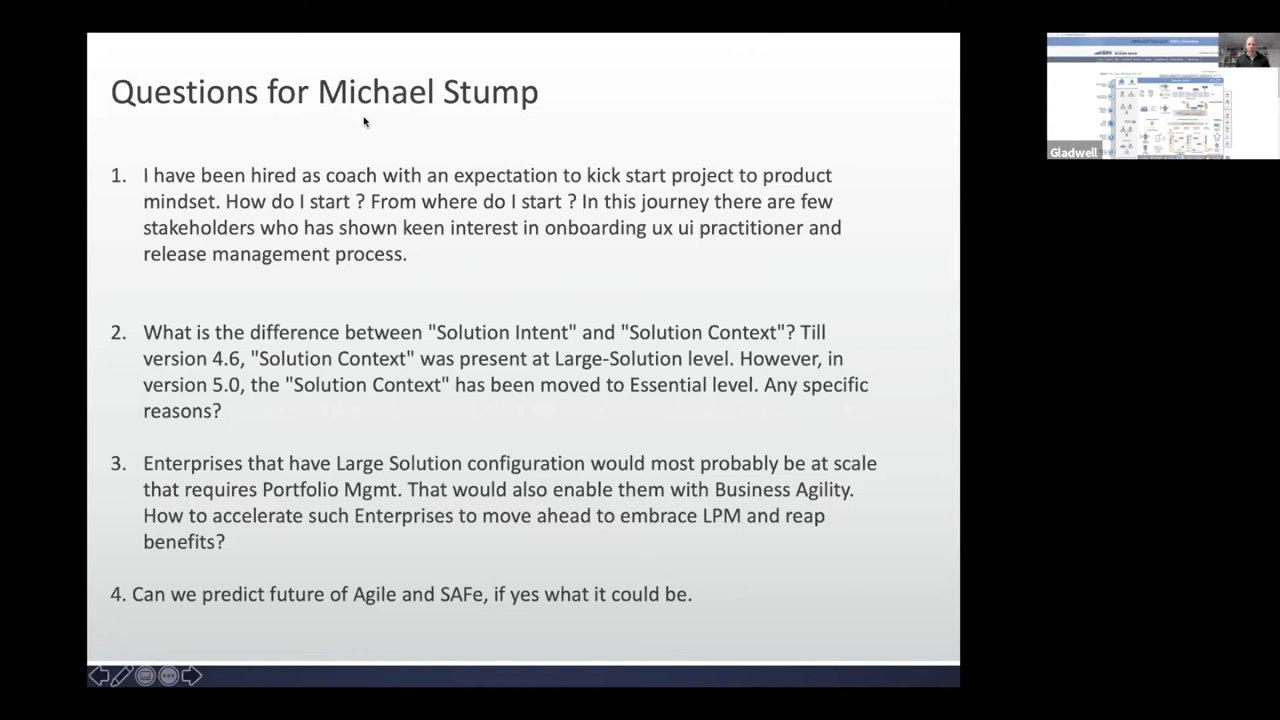 Questions for Michael Stump
1. I have been hired as coach with an expectation to kick start project to product
mindset. How do I start ? From where do I start ? In this journey there are few
stakeholders who has shown keen interest in onboarding ux ui practitioner and
release management process.
2. What is the difference between "Solution Intent" and "Solution Context"? Till
version 4.6, "Solution Context" was present at Large-Solution level. However, in
version 5.0, the "Solution Context" has been moved to Essential level. Any specific
reasons?
3. Enterprises that have Large Solution configuration would most probably be at scale
that requires Portfolio Mgmt. That would also enable them with Business Agility.
How to accelerate such Enterprises to move ahead to embrace LPM and reap
benefits?
4. Can we predict future of Agile and SAFe, if yes what it could be.
Gladwell